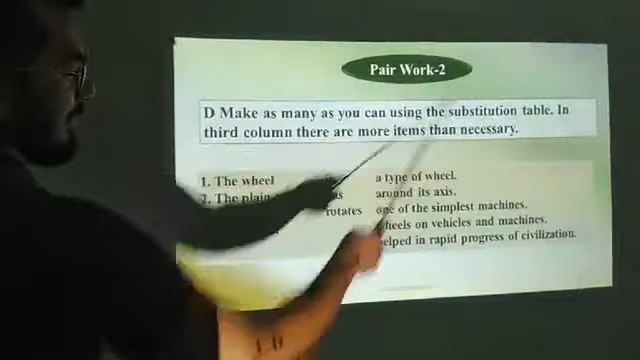 Pair Work-2
D Make as many as you can using the substitution table. In
third column there are more items than necessary.
1. The wheel a type of wheel.
2. The plain around its axis.
rotates one of the simplest machines.
wheels on vehicles and machines.
helped in rapid progress of civilization.